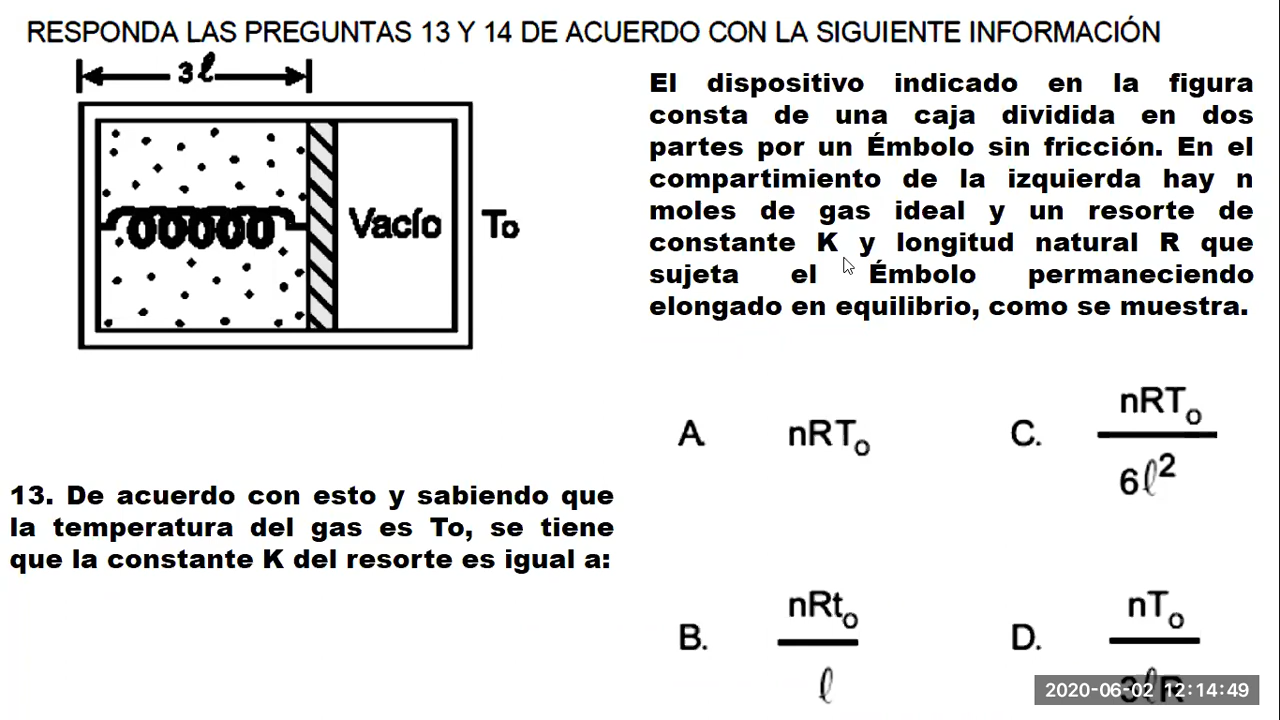 RESPONDA LAS PREGUNTAS 13 Y 14 DE ACUERDO CON LA SIGUIENTE INFORMACIÓN
3ℓ
Vacío
To
El dispositivo indicado en la figura
consta de una caja dividida en dos
partes por un Émbolo sin fricción. En el
compartimiento de la izquierda hay n
moles de gas ideal y un resorte de
constante K y longitud natural R que
sujeta el Émbolo permaneciendo
elongado en equilibrio, como se muestra.
13. De acuerdo con esto y sabiendo que
la temperatura del gas es To, se tiene
que la constante K del resorte es igual a:
A. nRTo
C. nRTo
6ℓ²
B. nRto
ℓ
D. nTo
3ℓR
2020-06-02 12:14:49